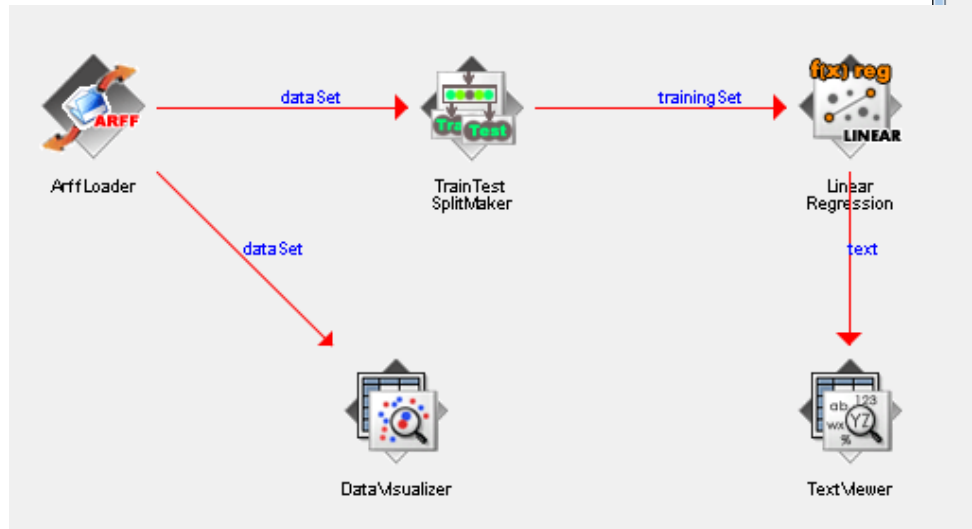 f(x) reg
dataSet
trainingSet
ARFF
Tra Test
LINEAR
ArffLoader
TrainTest
SplitMaker
Linear
Regression
dataSet
text
ab 123
wx YZ
%
DataVisualizer
TextViewer